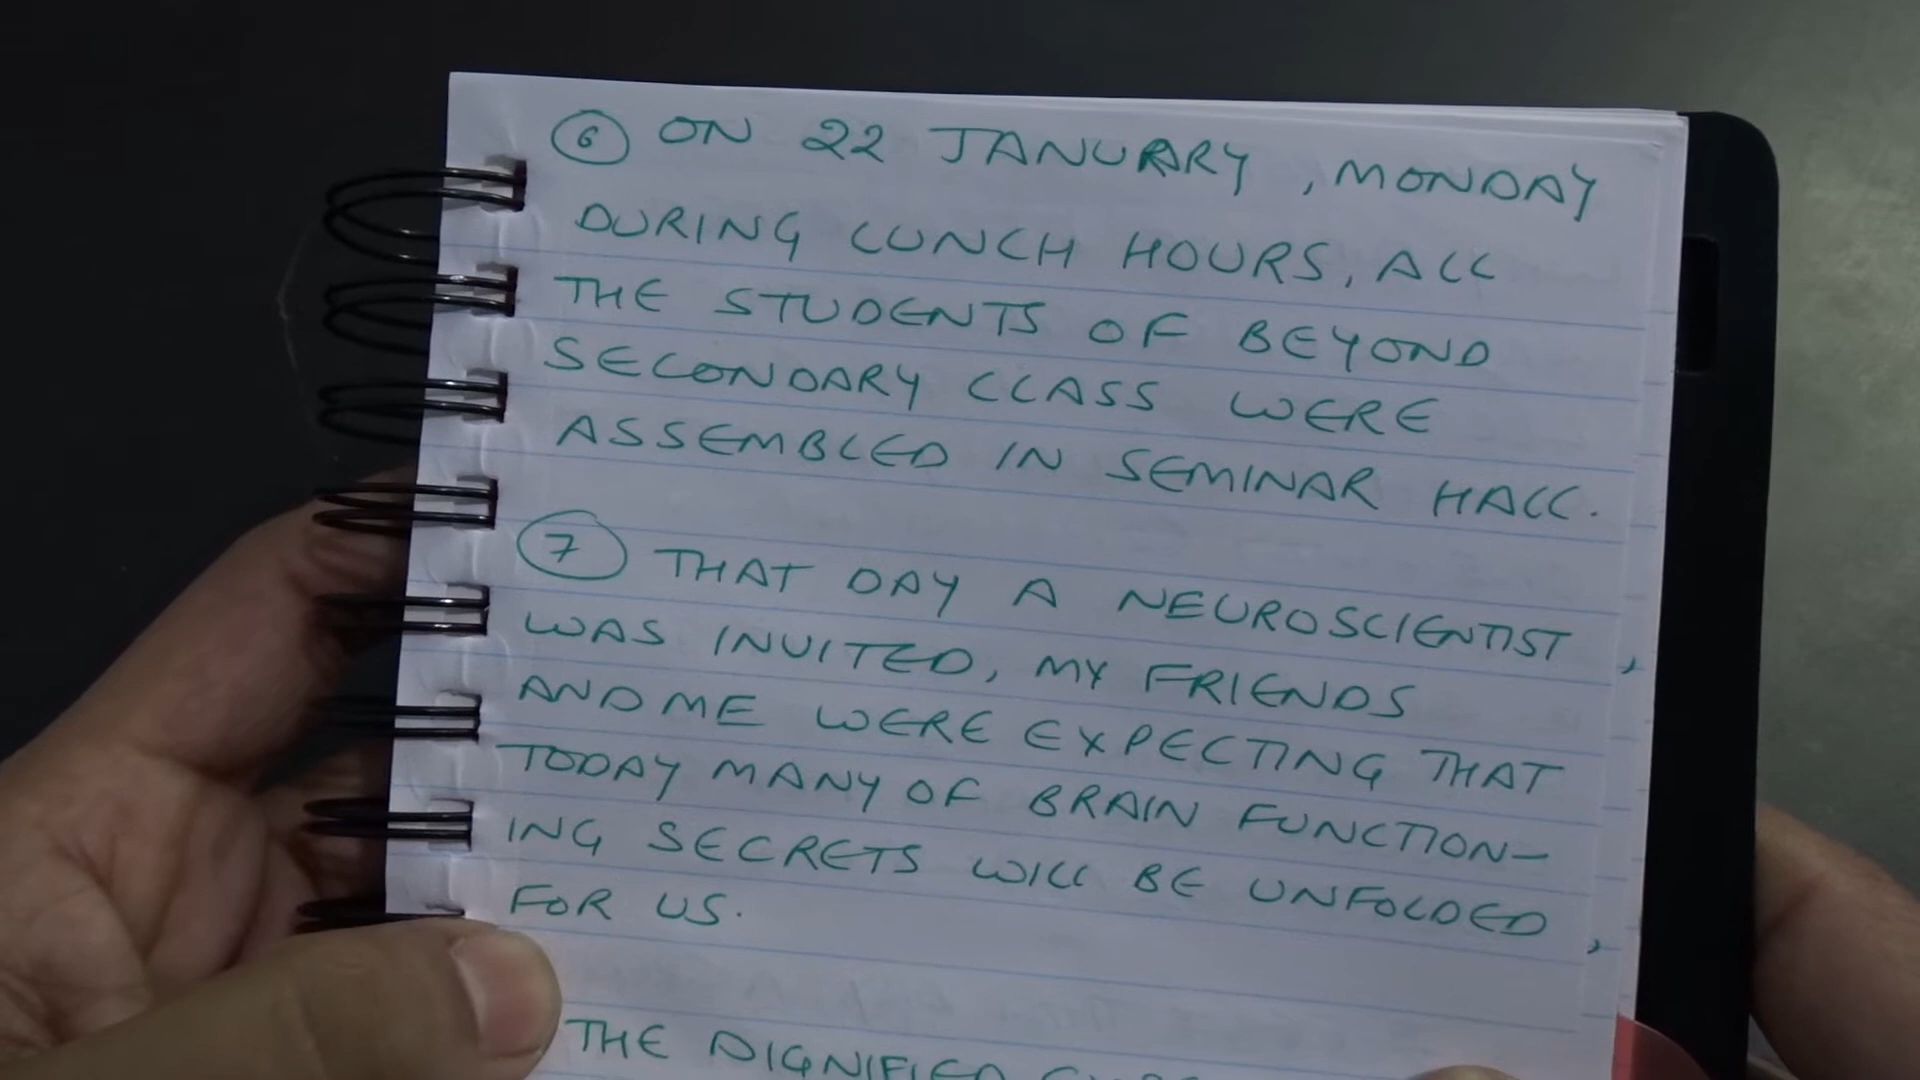 6 ON 22 JANUARY, MONDAY
DURING LUNCH HOURS, ALL
THE STUDENTS OF BEYOND
SECONDARY CLASS WERE
ASSEMBLED IN SEMINAR HALL.
7 THAT DAY A NEUROSCIENTIST,
WAS INVITED, MY FRIENDS
AND ME WERE EXPECTING THAT
TODAY MANY OF BRAIN FUNCTION-
ING SECRETS WILL BE UNFOLDED,
FOR US.
THE DIGNIFIED